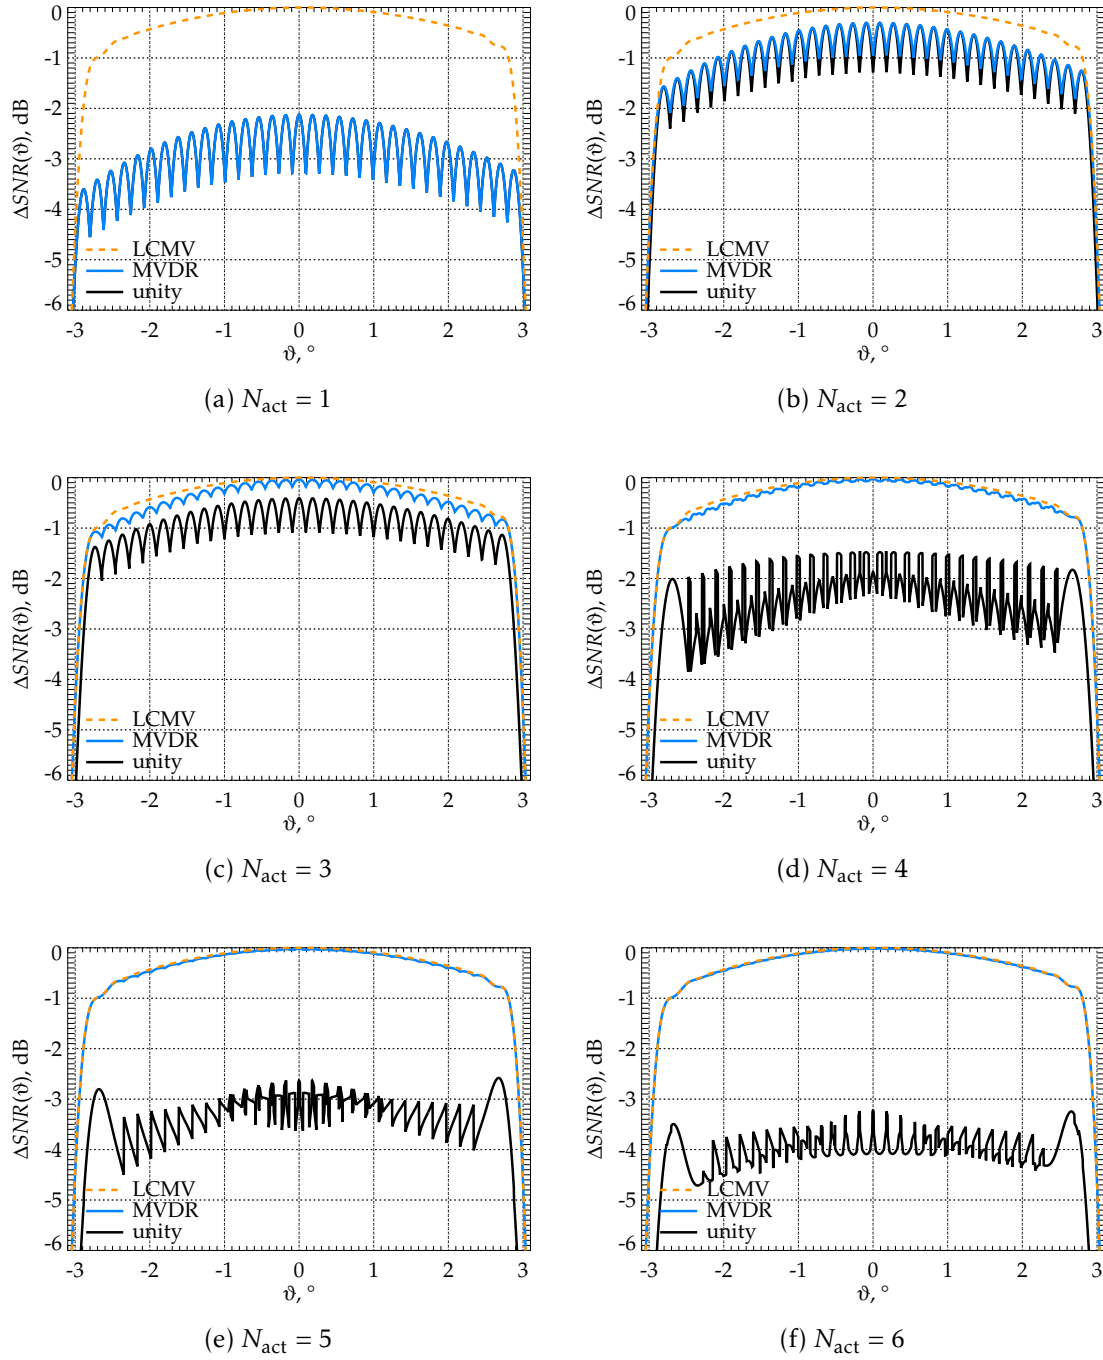 0
-1
-2
-3
-4
-5
-6
ΔSNR(ϑ), dB
LCMV
MVDR
unity
-3 -2 -1 0 1 2 3
ϑ, °
(a) N_act = 1
0
-1
-2
-3
-4
-5
-6
ΔSNR(ϑ), dB
LCMV
MVDR
unity
-3 -2 -1 0 1 2 3
ϑ, °
(b) N_act = 2
0
-1
-2
-3
-4
-5
-6
ΔSNR(ϑ), dB
LCMV
MVDR
unity
-3 -2 -1 0 1 2 3
ϑ, °
(c) N_act = 3
0
-1
-2
-3
-4
-5
-6
ΔSNR(ϑ), dB
LCMV
MVDR
unity
-3 -2 -1 0 1 2 3
ϑ, °
(d) N_act = 4
0
-1
-2
-3
-4
-5
-6
ΔSNR(ϑ), dB
LCMV
MVDR
unity
-3 -2 -1 0 1 2 3
ϑ, °
(e) N_act = 5
0
-1
-2
-3
-4
-5
-6
ΔSNR(ϑ), dB
LCMV
MVDR
unity
-3 -2 -1 0 1 2 3
ϑ, °
(f) N_act = 6